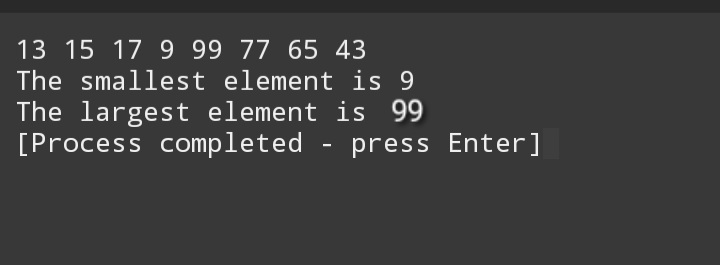 13 15 17 9 99 77 65 43
The smallest element is 9
The largest element is 99
[Process completed - press Enter]